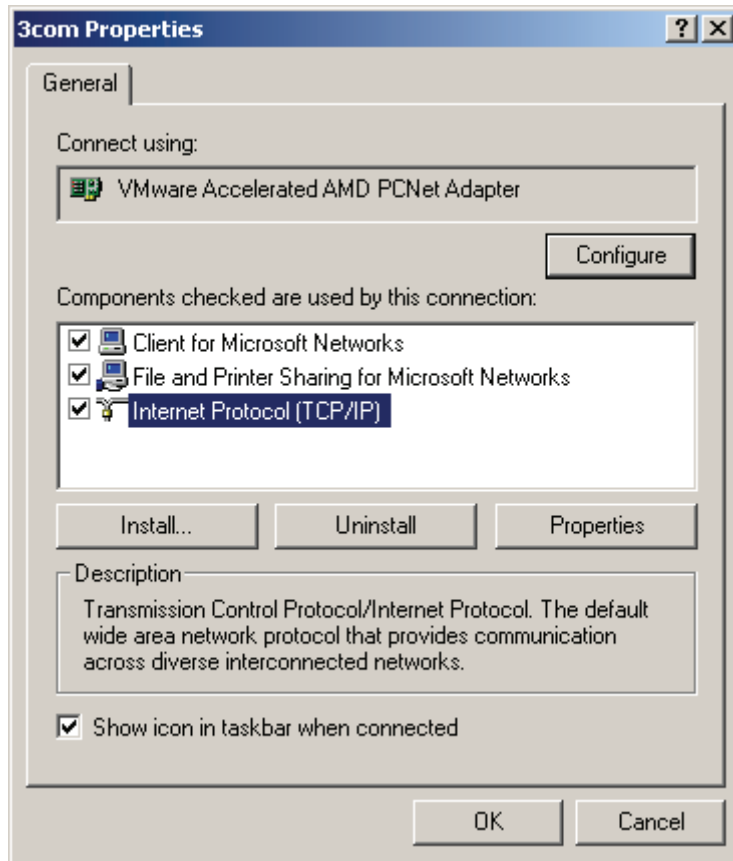 3com Properties
General
Connect using:
VMware Accelerated AMD PCNet Adapter
Configure
Components checked are used by this connection:
Client for Microsoft Networks
File and Printer Sharing for Microsoft Networks
Internet Protocol (TCP/IP)
Install... Uninstall Properties
Description
Transmission Control Protocol/Internet Protocol. The default
wide area network protocol that provides communication
across diverse interconnected networks.
Show icon in taskbar when connected
OK Cancel